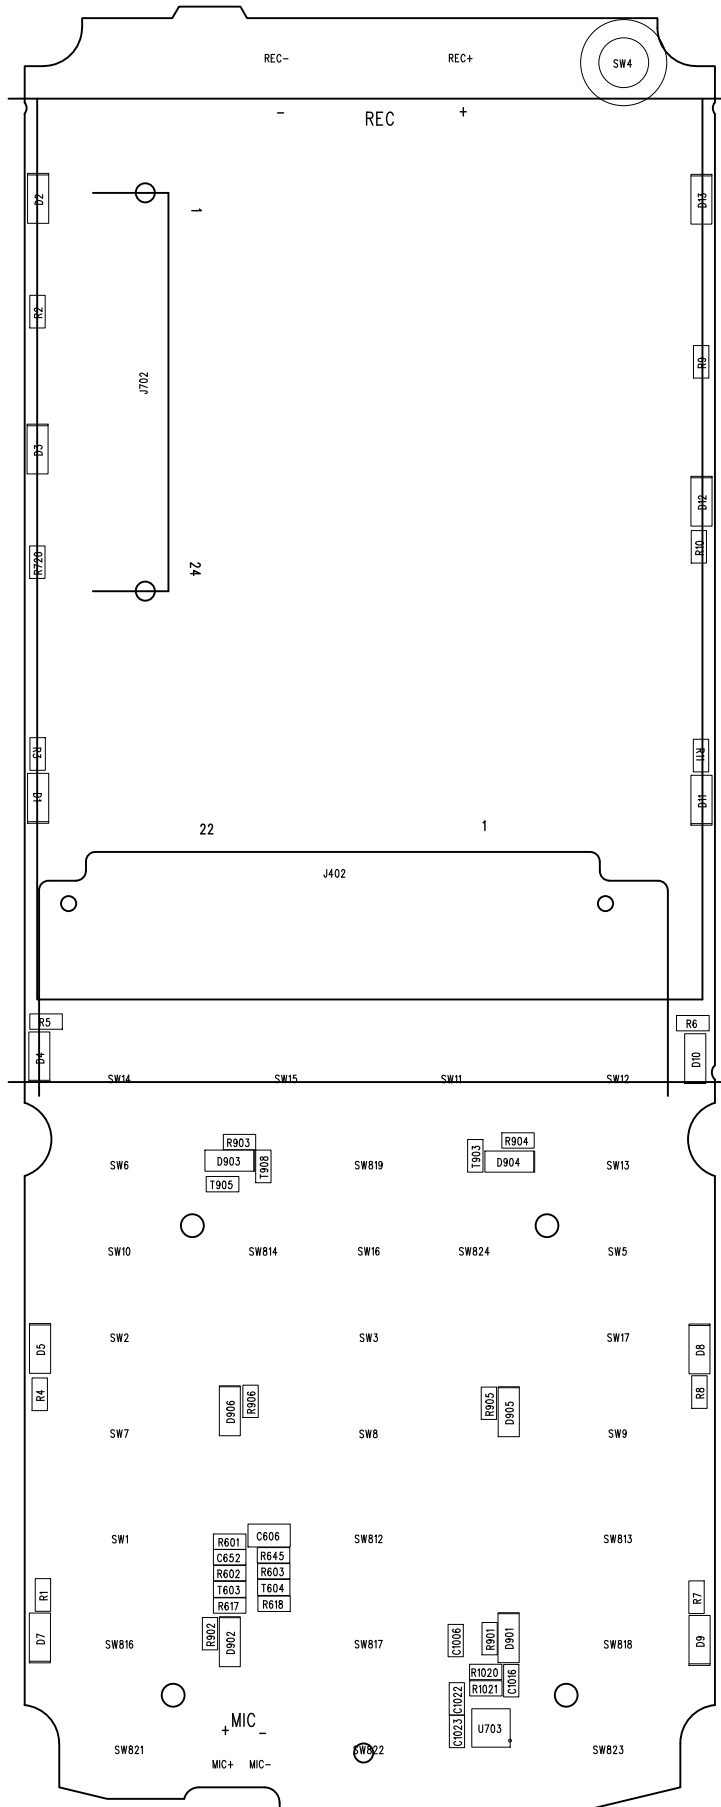 REC- REC+ SW4
- REC +
D2 1 D13
R2
R9
J702
D3
D12
R720 24 R10
R3 R11
D1 D11
22 1
J402
R5 R6
D4 D10
SW14 SW15 SW11 SW12
R903 R904
SW6 D903 T908 SW819 T903 D904 SW13
T905
SW10 SW814 SW16 SW824 SW5
SW2 SW3 SW17
D5 D8
R4 D906 R906 R905 D905 R8
SW7 SW8 SW9
SW1 R601 C606 SW812 SW813
C652 R645
R602 R603
T603 T604
R1 R617 R618 R7
D7 SW816 R902 D902 SW817 C1006 R901 D901 SW818 D9
R1020 C1016
R1021
C1022
+ MIC - C1023 U703
SW821 SW822 SW823
MIC+ MIC-